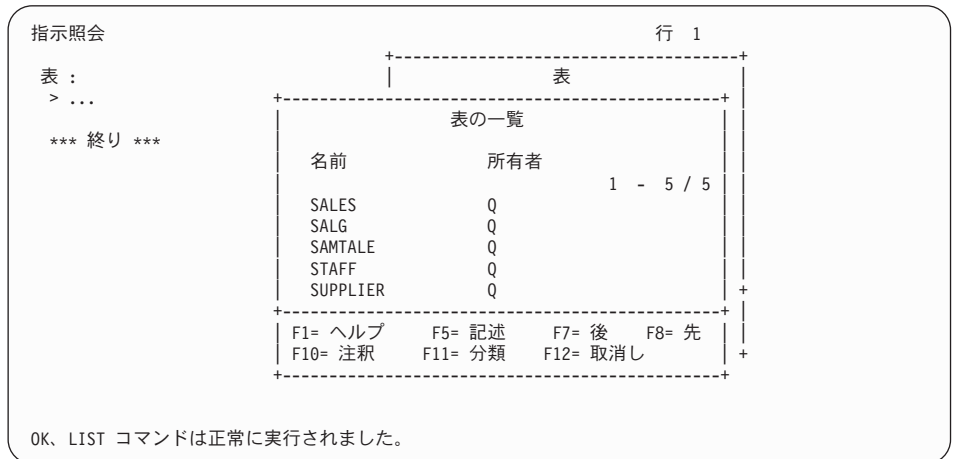 指示照会 行 1
表
表 :
> ...
表の一覧
*** 終り ***
名前 所有者
1 - 5 / 5
SALES Q
SALG Q
SAMTALE Q
STAFF Q
SUPPLIER Q
F1= ヘルプ F5= 記述 F7= 後 F8= 先
F10= 注釈 F11= 分類 F12= 取消し
OK、LIST コマンドは正常に実行されました。